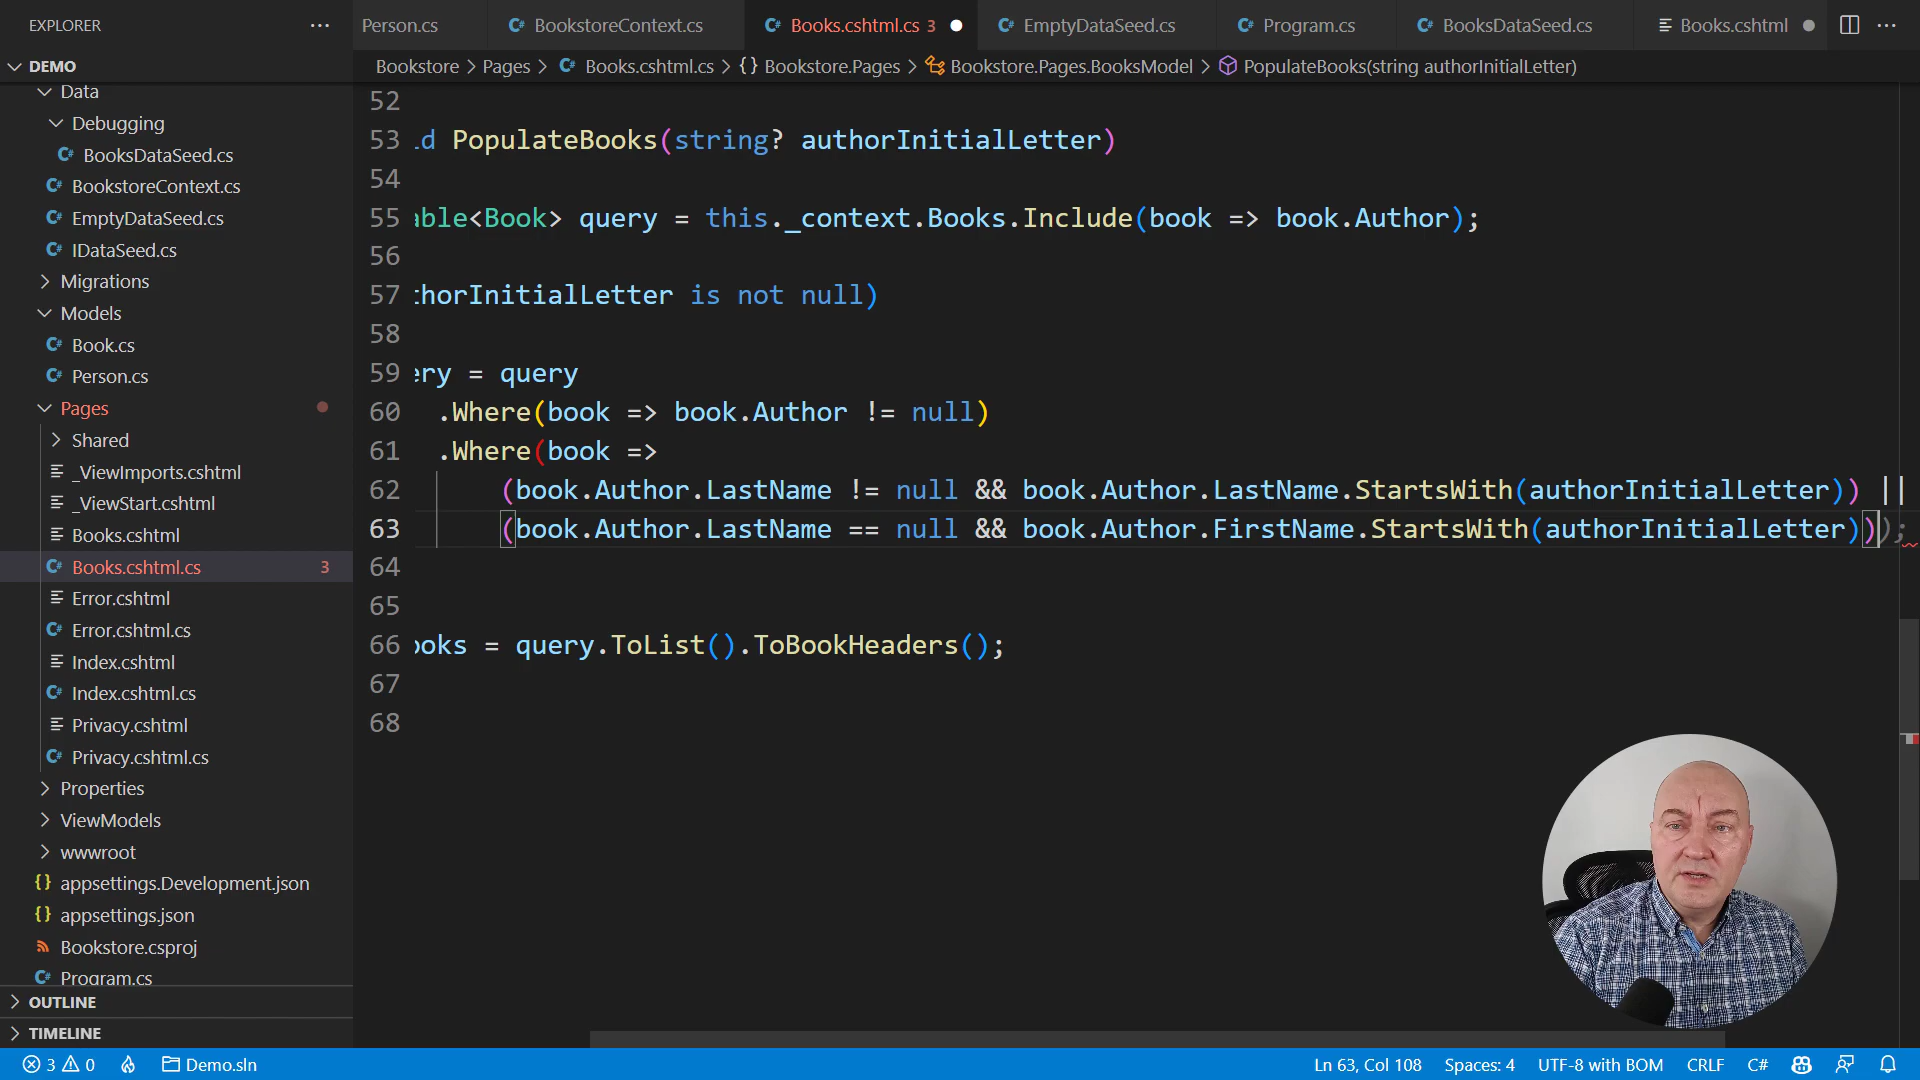 EXPLORER
DEMO
Data
Debugging
BooksDataSeed.cs
BookstoreContext.cs
EmptyDataSeed.cs
IDataSeed.cs
Migrations
Models
Book.cs
Person.cs
Pages
Shared
_ViewImports.cshtml
_ViewStart.cshtml
Books.cshtml
Books.cshtml.cs 3
Error.cshtml
Error.cshtml.cs
Index.cshtml
Index.cshtml.cs
Privacy.cshtml
Privacy.cshtml.cs
Properties
ViewModels
wwwroot
appsettings.Development.json
appsettings.json
Bookstore.csproj
Program.cs
OUTLINE
TIMELINE
Person.cs BookstoreContext.cs Books.cshtml.cs 3 EmptyDataSeed.cs Program.cs BooksDataSeed.cs Books.cshtml
Bookstore > Pages > Books.cshtml.cs > {} Bookstore.Pages > Bookstore.Pages.BooksModel > PopulateBooks(string authorInitialLetter)
52
53 id PopulateBooks(string? authorInitialLetter)
54
55 able<Book> query = this._context.Books.Include(book => book.Author);
56
57 thorInitialLetter is not null)
58
59 ery = query
60 .Where(book => book.Author != null)
61 .Where(book =>
62 (book.Author.LastName != null && book.Author.LastName.StartsWith(authorInitialLetter)) ||
63 (book.Author.LastName == null && book.Author.FirstName.StartsWith(authorInitialLetter)));
64
65
66 ooks = query.ToList().ToBookHeaders();
67
68
3 0 Demo.sln Ln 63, Col 108 Spaces: 4 UTF-8 with BOM CRLF C#